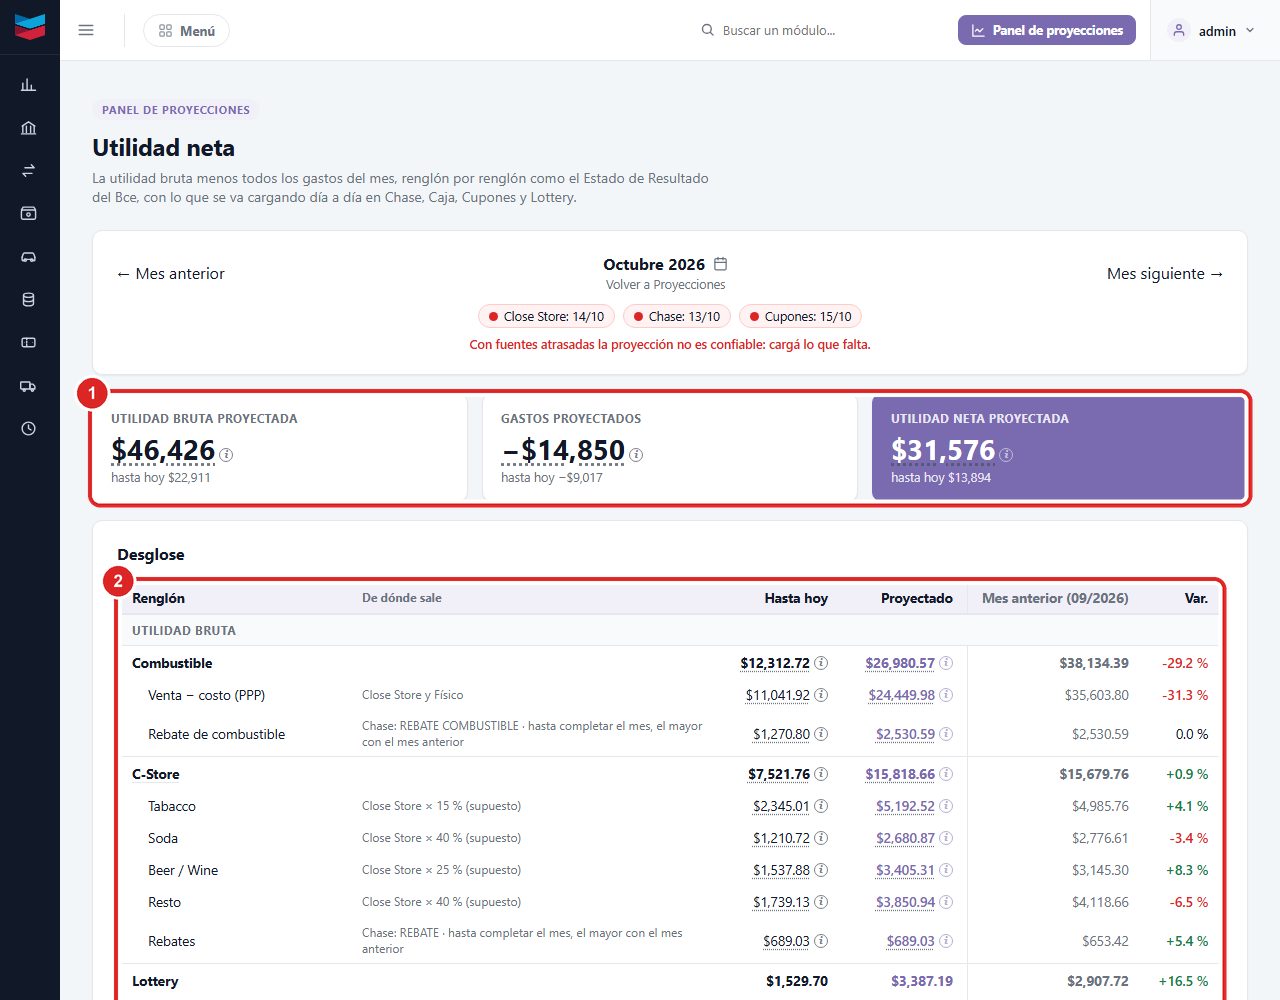 Menú
Buscar un módulo...
Panel de proyecciones
admin
PANEL DE PROYECCIONES
Utilidad neta
La utilidad bruta menos todos los gastos del mes, renglón por renglón como el Estado de Resultado
del Bce, con lo que se va cargando día a día en Chase, Caja, Cupones y Lottery.
← Mes anterior
Octubre 2026
Mes siguiente →
Volver a Proyecciones
Close Store: 14/10
Chase: 13/10
Cupones: 15/10
Con fuentes atrasadas la proyección no es confiable: cargá lo que falta.
1
UTILIDAD BRUTA PROYECTADA
$46,426
hasta hoy $22,911
GASTOS PROYECTADOS
−$14,850
hasta hoy −$9,017
UTILIDAD NETA PROYECTADA
$31,576
hasta hoy $13,894
Desglose
2
Renglón De dónde sale Hasta hoy Proyectado Mes anterior (09/2026) Var.
UTILIDAD BRUTA
Combustible $12,312.72 $26,980.57 $38,134.39 -29.2 %
Venta − costo (PPP) Close Store y Físico $11,041.92 $24,449.98 $35,603.80 -31.3 %
Rebate de combustible Chase: REBATE COMBUSTIBLE · hasta completar el mes, el mayor con el mes anterior $1,270.80 $2,530.59 $2,530.59 0.0 %
C-Store $7,521.76 $15,818.66 $15,679.76 +0.9 %
Tabacco Close Store × 15 % (supuesto) $2,345.01 $5,192.52 $4,985.76 +4.1 %
Soda Close Store × 40 % (supuesto) $1,210.72 $2,680.87 $2,776.61 -3.4 %
Beer / Wine Close Store × 25 % (supuesto) $1,537.88 $3,405.31 $3,145.30 +8.3 %
Resto Close Store × 40 % (supuesto) $1,739.13 $3,850.94 $4,118.66 -6.5 %
Rebates Chase: REBATE · hasta completar el mes, el mayor con el mes anterior $689.03 $689.03 $653.42 +5.4 %
Lottery $1,529.70 $3,387.19 $2,907.72 +16.5 %